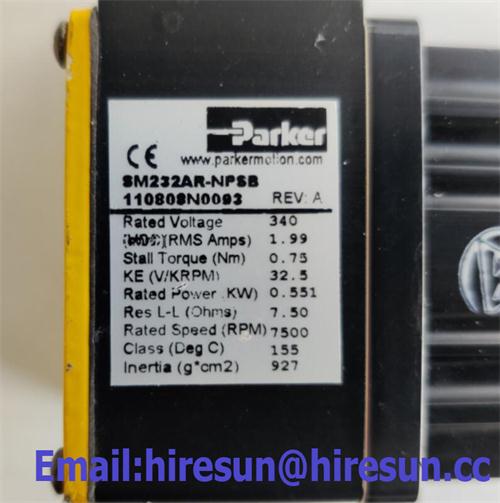 Parker
CE
www.parkermotion.com
SM232AR-NPSB
110808N0093 REV: A
Rated Voltage 340
(RMS Amps) 1.99
Stall Torque (Nm) 0.75
KE (V/KRPM) 32.5
Rated Power KW) 0.551
Res L-L (Ohms) 7.50
Rated Speed (RPM) 7500
Class (Deg C) 155
Inertia (g*cm2) 927
Email:hiresun@hiresun.cc